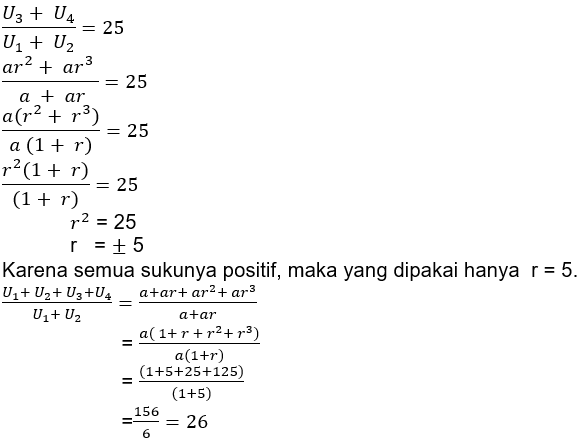 \frac{U_3 + U_4}{U_1 + U_2} = 25
\frac{ar^2 + ar^3}{a + ar} = 25
\frac{a(r^2 + r^3)}{a (1 + r)} = 25
\frac{r^2(1 + r)}{(1 + r)} = 25
r^2 = 25
r = ± 5
Karena semua sukunya positif, maka yang dipakai hanya r = 5.
\frac{U_1 + U_2 + U_3 + U_4}{U_1 + U_2} = \frac{a + ar + ar^2 + ar^3}{a + ar}
= \frac{a( 1 + r + r^2 + r^3)}{a(1+r)}
= \frac{(1+5+25+125)}{(1+5)}
= \frac{156}{6} = 26